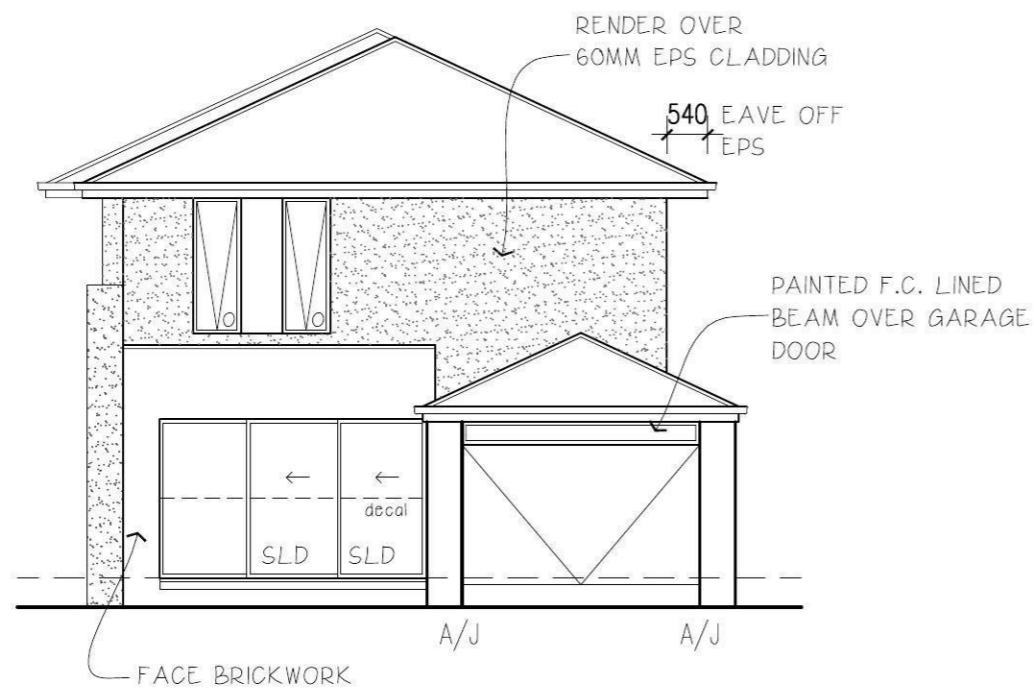 RENDER OVER
60MM EPS CLADDING
540 EAVE OFF
EPS
PAINTED F.C. LINED
BEAM OVER GARAGE
DOOR
decal
SLD SLD
A/J A/J
FACE BRICKWORK